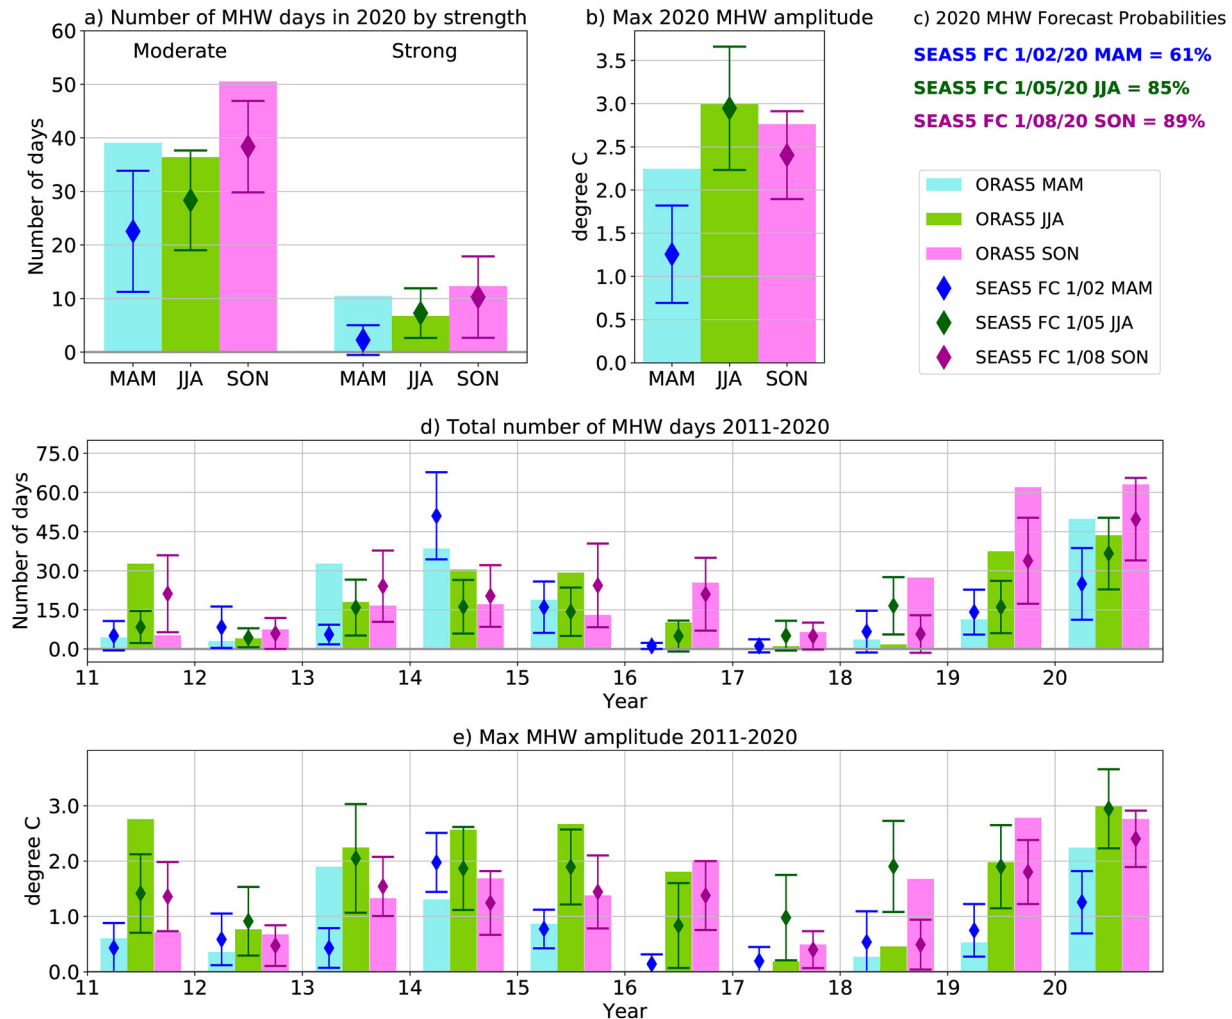 a) Number of MHW days in 2020 by strength
60
50
40
30
20
10
0
Number of days
Moderate
Strong
MAM JJA SON MAM JJA SON
b) Max 2020 MHW amplitude
3.5
3.0
2.5
2.0
1.5
1.0
0.5
0.0
degree C
MAM JJA SON
c) 2020 MHW Forecast Probabilities
SEAS5 FC 1/02/20 MAM = 61%
SEAS5 FC 1/05/20 JJA = 85%
SEAS5 FC 1/08/20 SON = 89%
ORAS5 MAM
ORAS5 JJA
ORAS5 SON
SEAS5 FC 1/02 MAM
SEAS5 FC 1/05 JJA
SEAS5 FC 1/08 SON
d) Total number of MHW days 2011-2020
75.0
60.0
45.0
30.0
15.0
0.0
Number of days
11 12 13 14 15 16 17 18 19 20
Year
e) Max MHW amplitude 2011-2020
3.0
2.0
1.0
0.0
degree C
11 12 13 14 15 16 17 18 19 20
Year